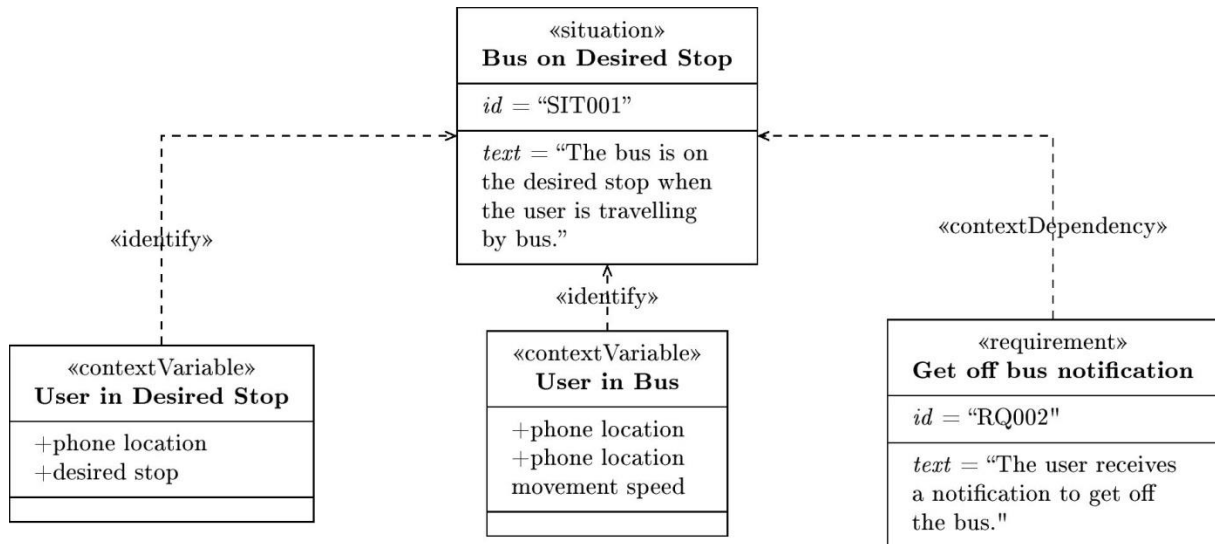 «situation»
Bus on Desired Stop
id = “SIT001”
text = “The bus is on
the desired stop when
the user is travelling
by bus.”
«identify»
«identify»
«contextDependency»
«contextVariable»
User in Desired Stop
+phone location
+desired stop
«contextVariable»
User in Bus
+phone location
+phone location
movement speed
«requirement»
Get off bus notification
id = “RQ002"
text = “The user receives
a notification to get off
the bus."